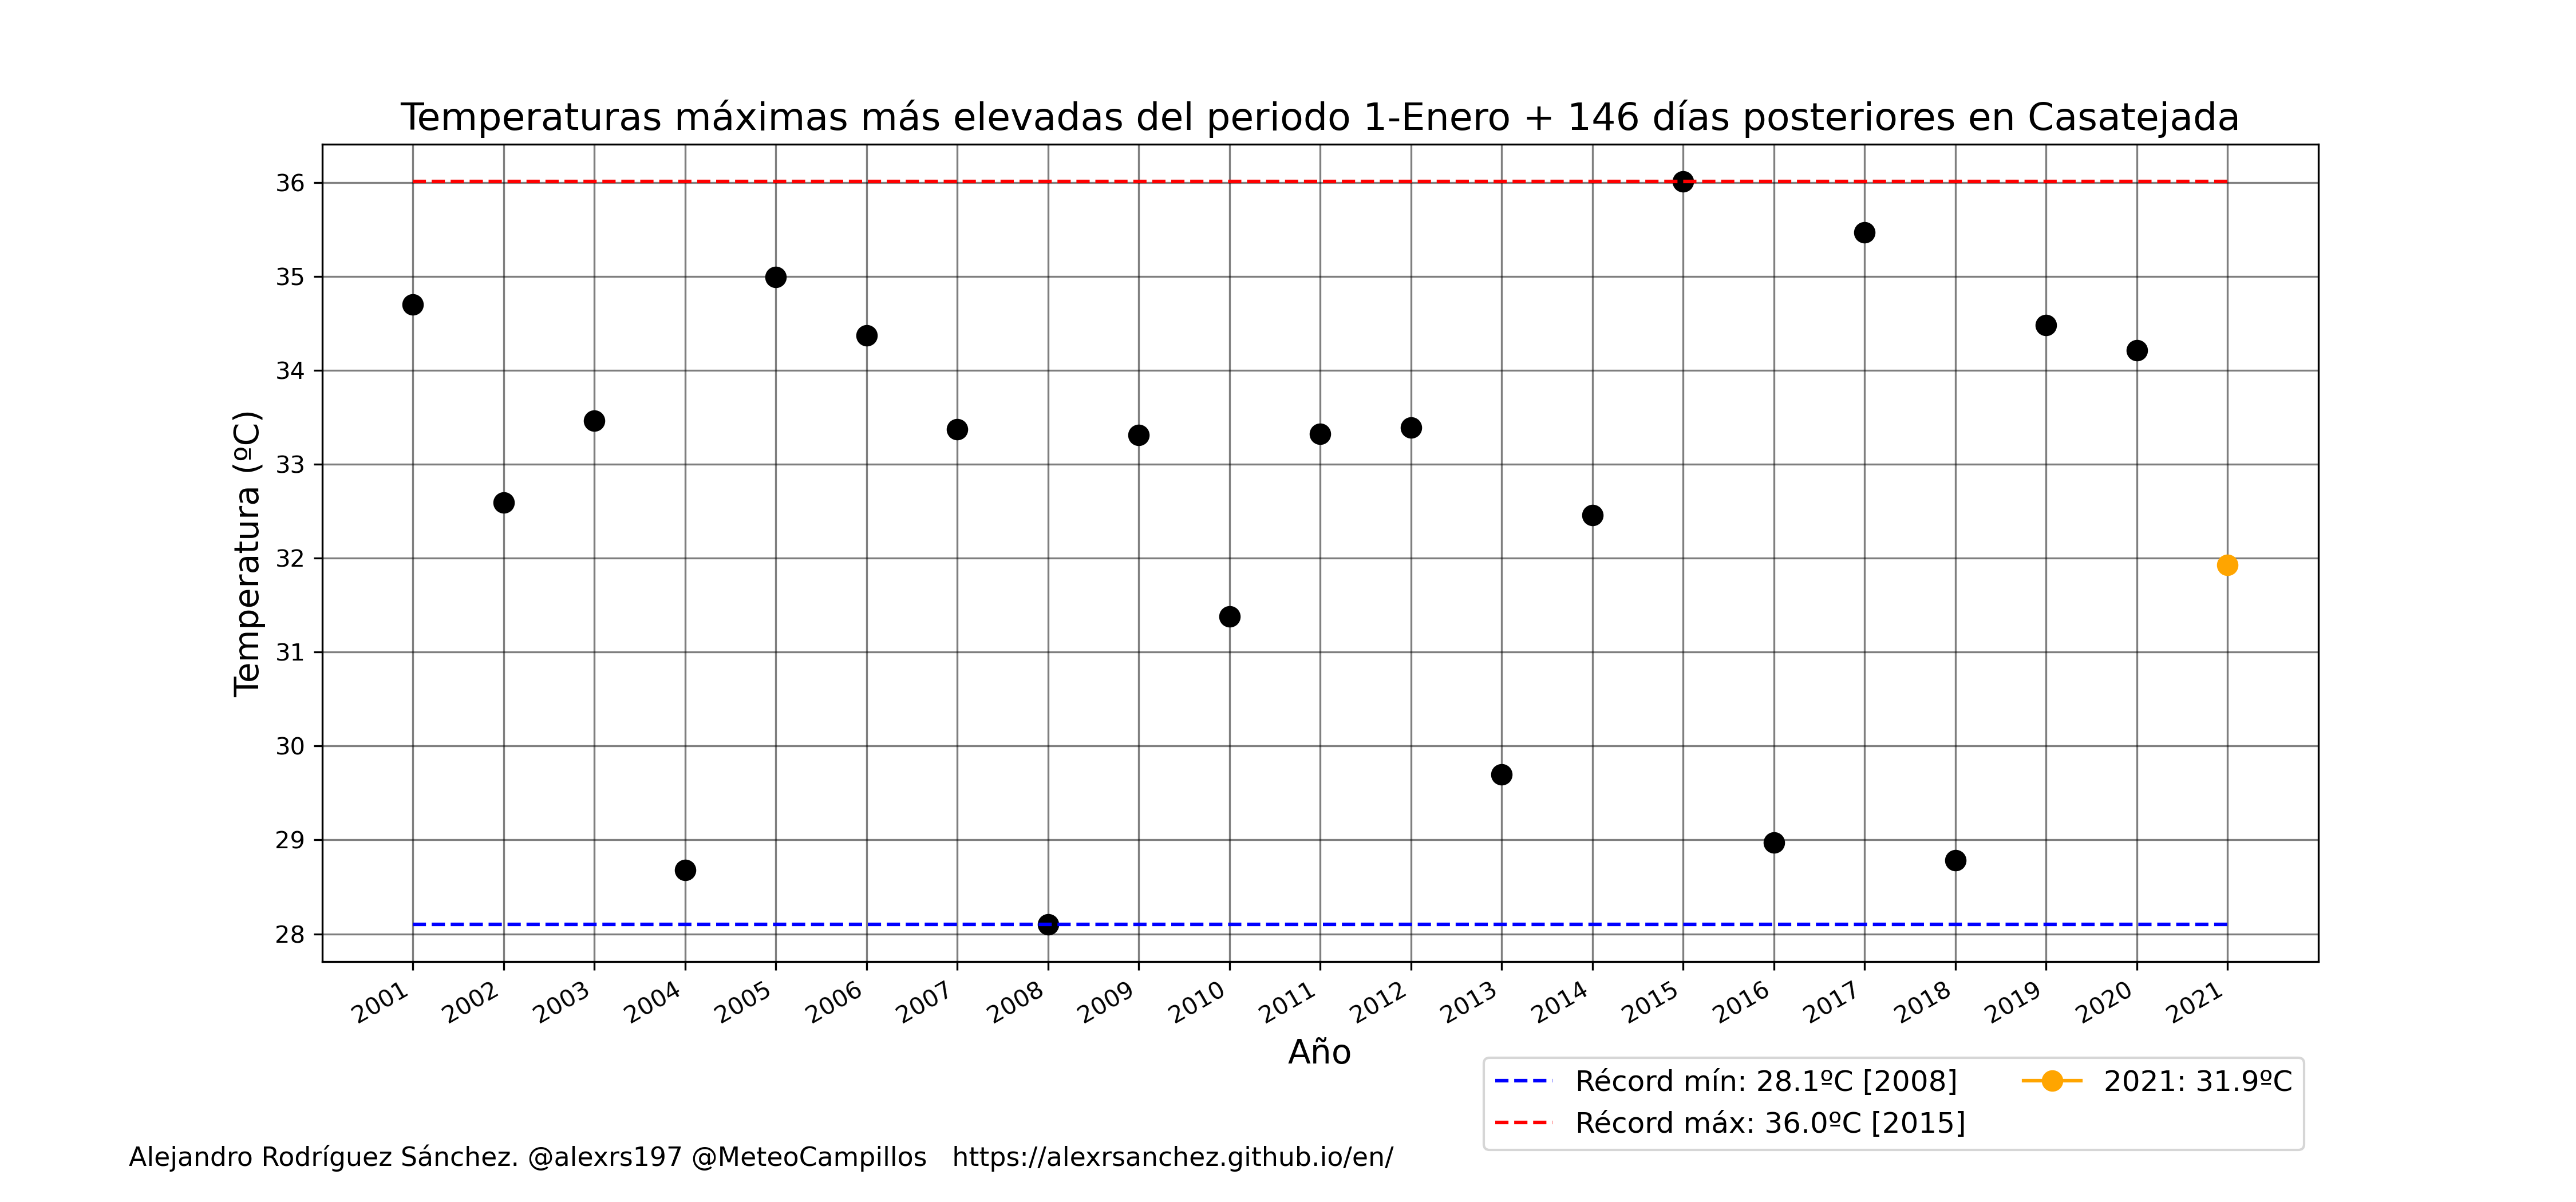 Temperaturas máximas más elevadas del periodo 1-Enero + 146 días posteriores en Casatejada
Temperatura (ºC)
36
35
34
33
32
31
30
29
28
2001 2002 2003 2004 2005 2006 2007 2008 2009 2010 2011 2012 2013 2014 2015 2016 2017 2018 2019 2020 2021
Año
Récord mín: 28.1ºC [2008]
Récord máx: 36.0ºC [2015]
2021: 31.9ºC
Alejandro Rodríguez Sánchez. @alexrs197 @MeteoCampillos https://alexrsanchez.github.io/en/